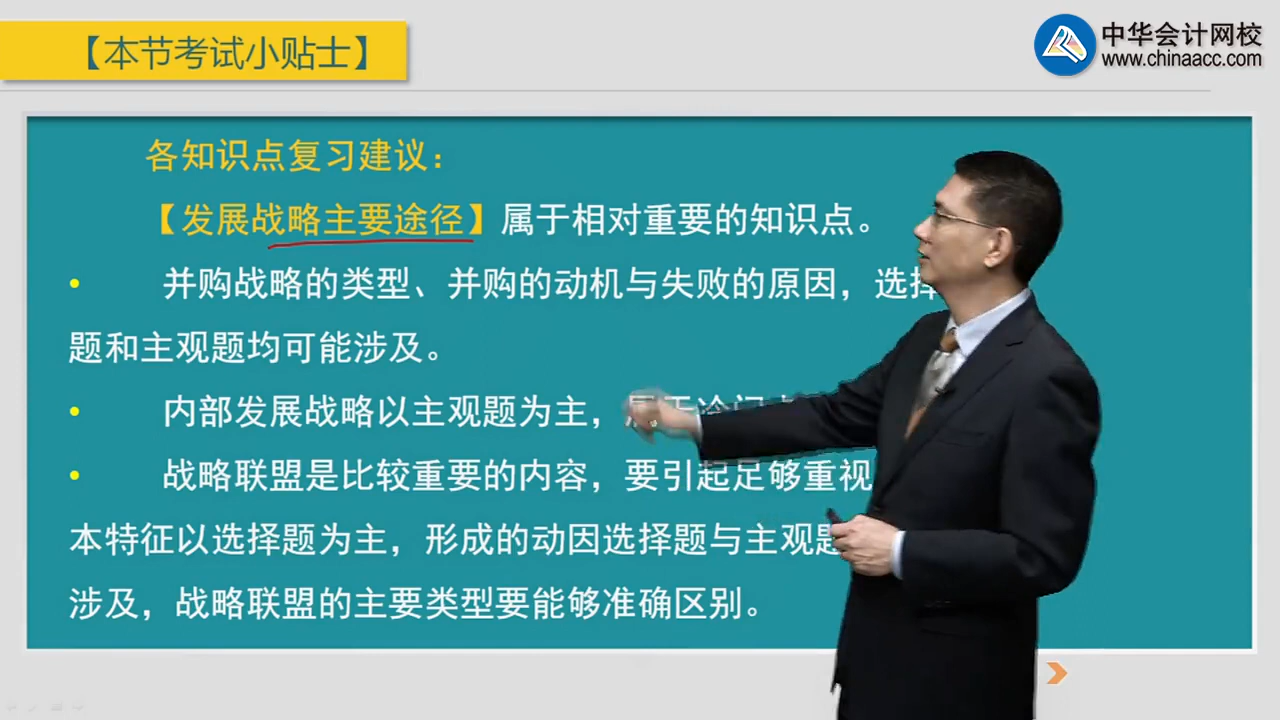 【本节考试小贴士】
中华会计网校
www.chinaacc.com
各知识点复习建议：
【发展战略主要途径】属于相对重要的知识点。
• 并购战略的类型、并购的动机与失败的原因，选择
题和主观题均可能涉及。
• 内部发展战略以主观题为主，属于
• 战略联盟是比较重要的内容，要引起足够重视
本特征以选择题为主，形成的动因选择题与主观题
涉及，战略联盟的主要类型要能够准确区别。